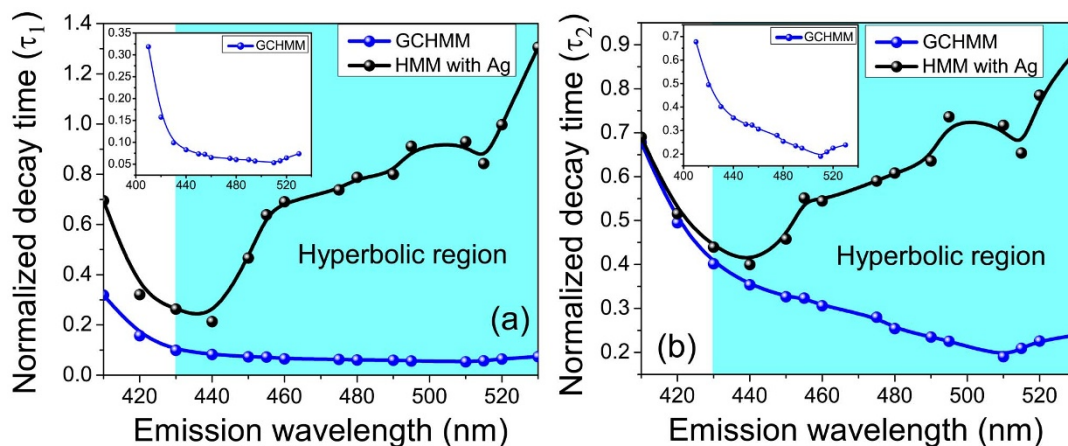 Normalized decay time (τ1)
1.4
1.2
1.0
0.8
0.6
0.4
0.2
0.0
0.35
0.30
0.25
0.20
0.15
0.10
0.05
400 440 480 520
GCHMM
GCHMM
HMM with Ag
Hyperbolic region
(a)
420 440 460 480 500 520
Emission wavelength (nm)
Normalized decay time (τ2)
0.9
0.8
0.7
0.6
0.5
0.4
0.3
0.2
0.7
0.6
0.5
0.4
0.3
0.2
400 440 480 520
GCHMM
GCHMM
HMM with Ag
Hyperbolic region
(b)
420 440 460 480 500 520
Emission wavelength (nm)